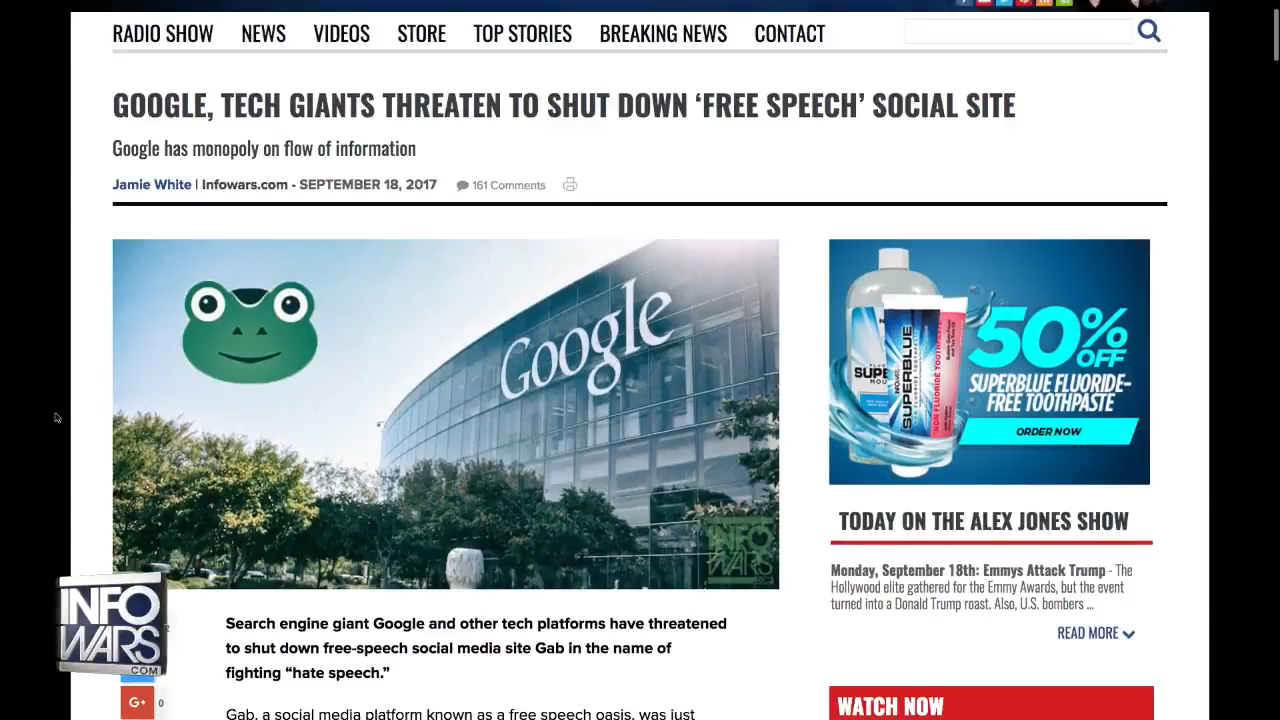 RADIO SHOW NEWS VIDEOS STORE TOP STORIES BREAKING NEWS CONTACT
GOOGLE, TECH GIANTS THREATEN TO SHUT DOWN ‘FREE SPEECH’ SOCIAL SITE
Google has monopoly on flow of information
Jamie White | Infowars.com - SEPTEMBER 18, 2017 161 Comments
Google
INFO
WARS
50%
OFF
SUPERBLUE FLUORIDE-
FREE TOOTHPASTE
ORDER NOW
SUPERBLUE
TODAY ON THE ALEX JONES SHOW
Monday, September 18th: Emmys Attack Trump - The
Hollywood elite gathered for the Emmy Awards, but the event
turned into a Donald Trump roast. Also, U.S. bombers ...
READ MORE
WATCH NOW
INFO
WARS
.COM
G+ 0
Search engine giant Google and other tech platforms have threatened
to shut down free-speech social media site Gab in the name of
fighting “hate speech.”
Gab, a social media platform known as a free speech oasis, was just